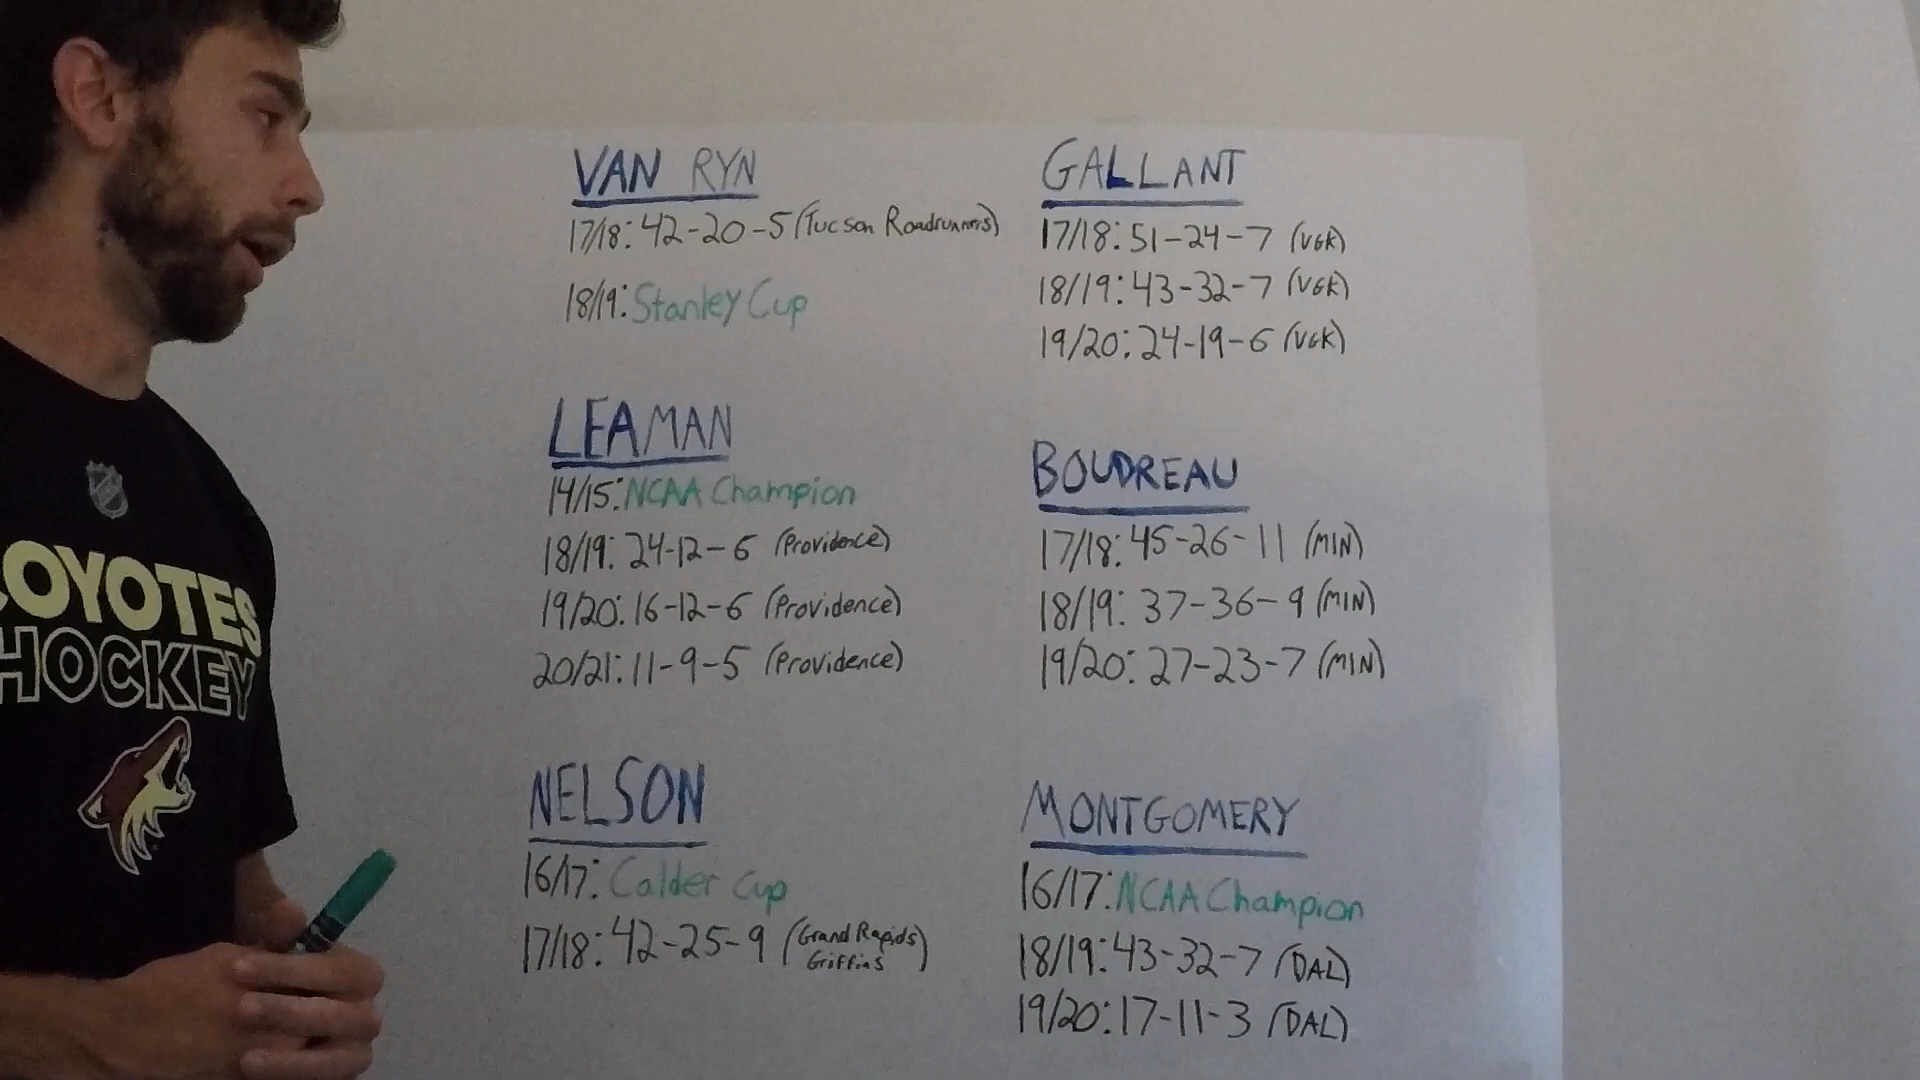 VAN RYN
17/18: 42-20-5 (Tucson Roadrunners)
18/19: Stanley Cup
LEAMAN
14/15: NCAA Champion
18/19: 24-12-6 (Providence)
19/20: 16-12-6 (Providence)
20/21: 11-9-5 (Providence)
NELSON
16/17: Calder Cup
17/18: 42-25-9 (Grand Rapids
Griffins)
GALLANT
17/18: 51-24-7 (VGK)
18/19: 43-32-7 (VGK)
19/20: 24-19-6 (VGK)
BOUDREAU
17/18: 45-26-11 (MIN)
18/19: 37-36-9 (MIN)
19/20: 27-23-7 (MIN)
MONTGOMERY
16/17: NCAA Champion
18/19: 43-32-7 (DAL)
19/20: 17-11-3 (DAL)
COYOTES
HOCKEY